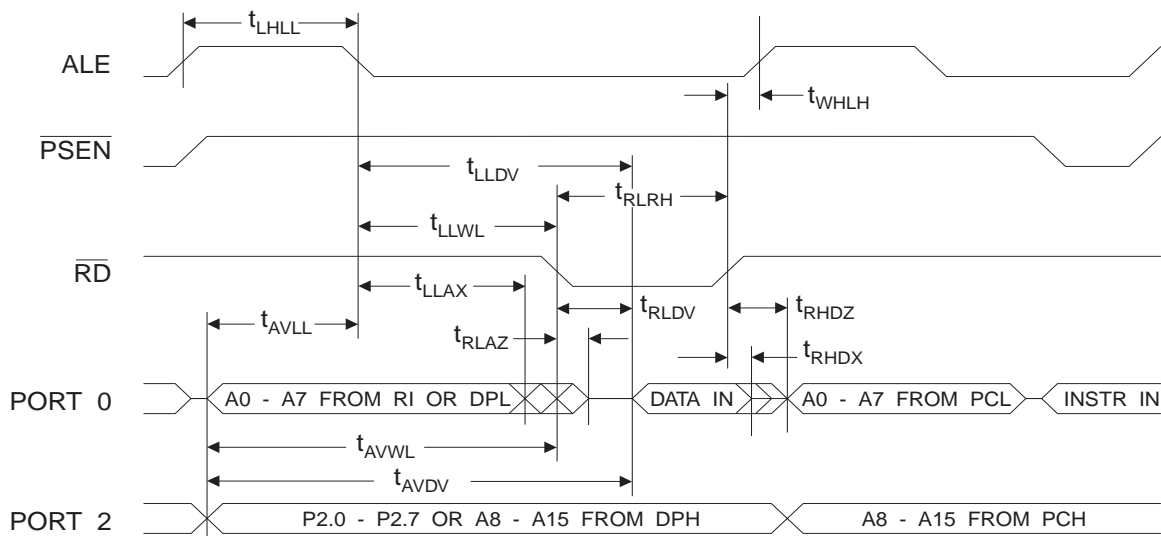 tLHLL
ALE
tWHLH
PSEN
tLLDV
tRLRH
tLLWL
RD
tLLAX
tRLDV
tRHDZ
tAVLL
tRLAZ
tRHDX
PORT 0
A0 - A7 FROM RI OR DPL
DATA IN
A0 - A7 FROM PCL
INSTR IN
tAVWL
tAVDV
PORT 2
P2.0 - P2.7 OR A8 - A15 FROM DPH
A8 - A15 FROM PCH